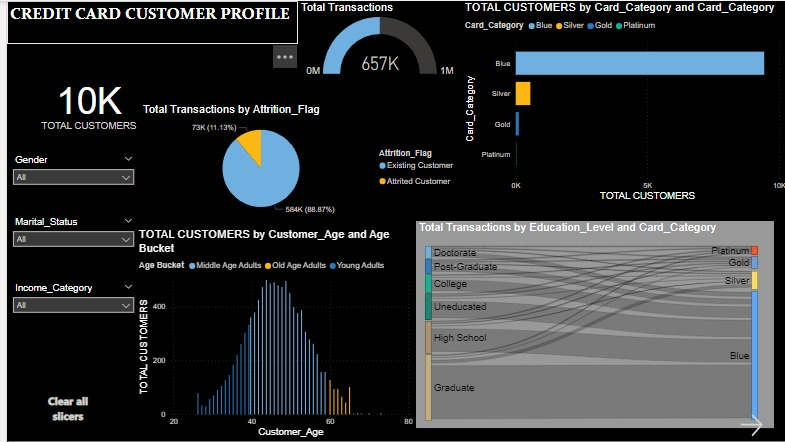 CREDIT CARD CUSTOMER PROFILE
Total Transactions
657K
0M
1M
TOTAL CUSTOMERS by Card_Category and Card_Category
Card_Category Blue Silver Gold Platinum
Card_Category
Blue
Silver
Gold
Platinum
0K
5K
10K
TOTAL CUSTOMERS
10K
TOTAL CUSTOMERS
Total Transactions by Attrition_Flag
73K (11.13%)
584K (88.87%)
Attrition_Flag
Existing Customer
Attrited Customer
Gender
All
Marital_Status
All
Income_Category
All
Clear all
slicers
TOTAL CUSTOMERS by Customer_Age and Age
Bucket
Age Bucket Middle Age Adults Old Age Adults Young Adults
TOTAL CUSTOMERS
400
200
0
20
40
60
80
Customer_Age
Total Transactions by Education_Level and Card_Category
Doctorate
Post-Graduate
College
Uneducated
High School
Graduate
Platinum
Gold
Silver
Blue